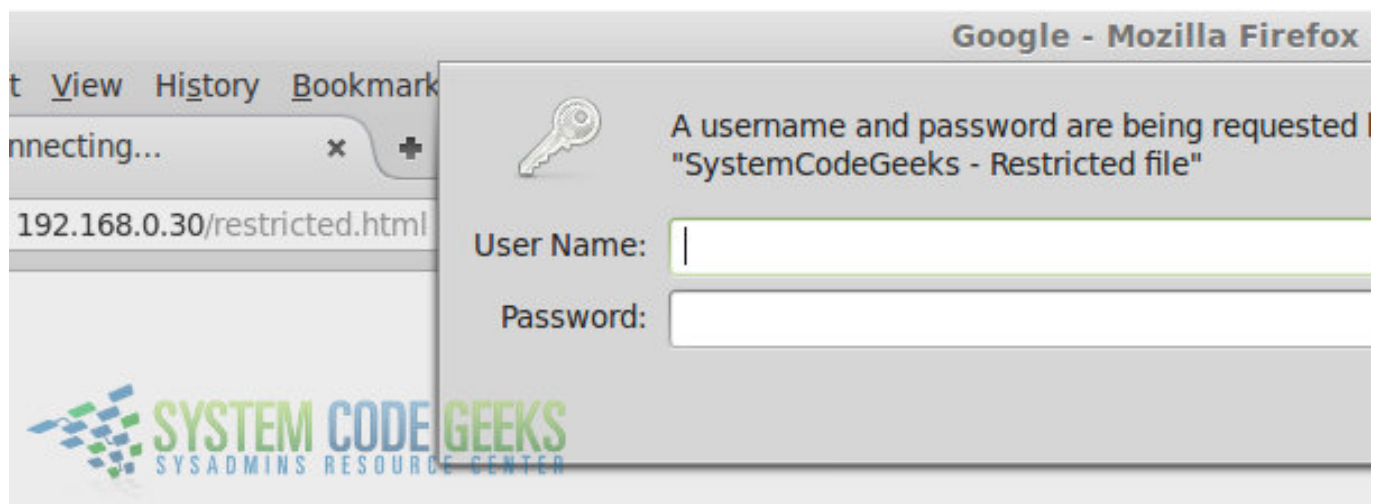 Google - Mozilla Firefox
t View History Bookmark
nnecting...
192.168.0.30/restricted.html
A username and password are being requested
"SystemCodeGeeks - Restricted file"
User Name:
Password:
SYSTEM CODE GEEKS
SYSADMINS RESOURCE CENTER